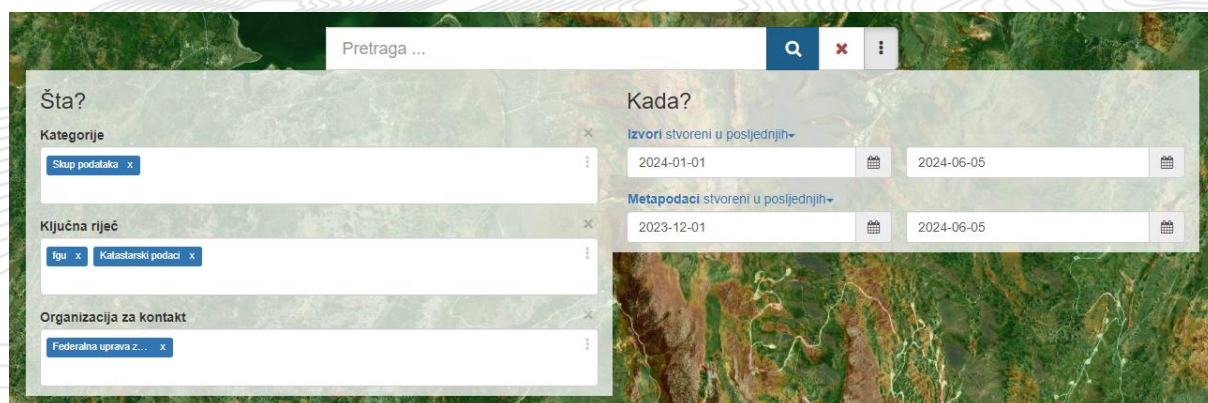 Pretraga ...
Šta?
Kategorije
Skup podataka x
Ključna riječ
fgu x Katastarski podaci x
Organizacija za kontakt
Federalna uprava z... x
Kada?
Izvori stvoreni u posljednjih
2024-01-01 2024-06-05
Metapodaci stvoreni u posljednjih
2023-12-01 2024-06-05